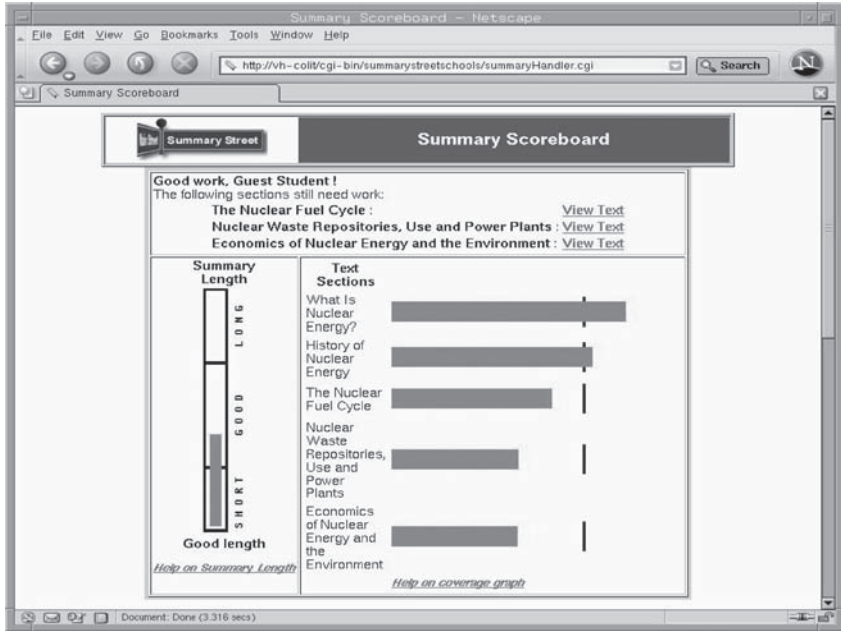 Summary Scoreboard - Netscape
File Edit View Go Bookmarks Tools Window Help
http://vh-colit/cgi-bin/summarystreetschools/summaryHandler.cgi
Search
N
Summary Scoreboard
Summary Street
Summary Scoreboard
Good work, Guest Student !
The following sections still need work:
The Nuclear Fuel Cycle : View Text
Nuclear Waste Repositories, Use and Power Plants : View Text
Economics of Nuclear Energy and the Environment : View Text
Summary
Length
LONG
GOOD
SHORT
Good length
Help on Summary Length
Text
Sections
What Is
Nuclear
Energy?
History of
Nuclear
Energy
The Nuclear
Fuel Cycle
Nuclear
Waste
Repositories,
Use and
Power
Plants
Economics
of Nuclear
Energy and
the
Environment
Help on coverage graph
Document: Done (3.316 secs)